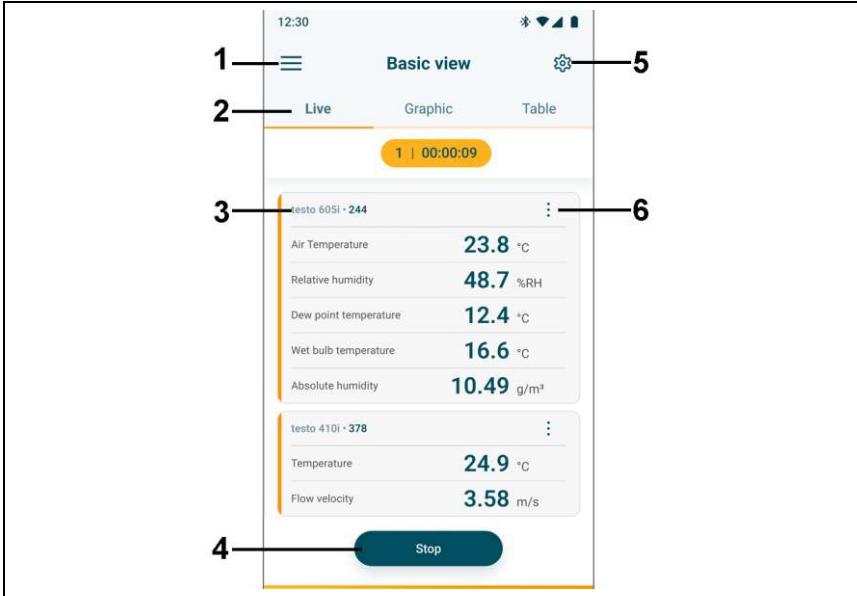 12:30
1 Basic view 5
2 Live Graphic Table
1 | 00:00:09
3 testo 605i • 244 6
Air Temperature 23.8 °C
Relative humidity 48.7 %RH
Dew point temperature 12.4 °C
Wet bulb temperature 16.6 °C
Absolute humidity 10.49 g/m³
testo 410i • 378
Temperature 24.9 °C
Flow velocity 3.58 m/s
4 Stop